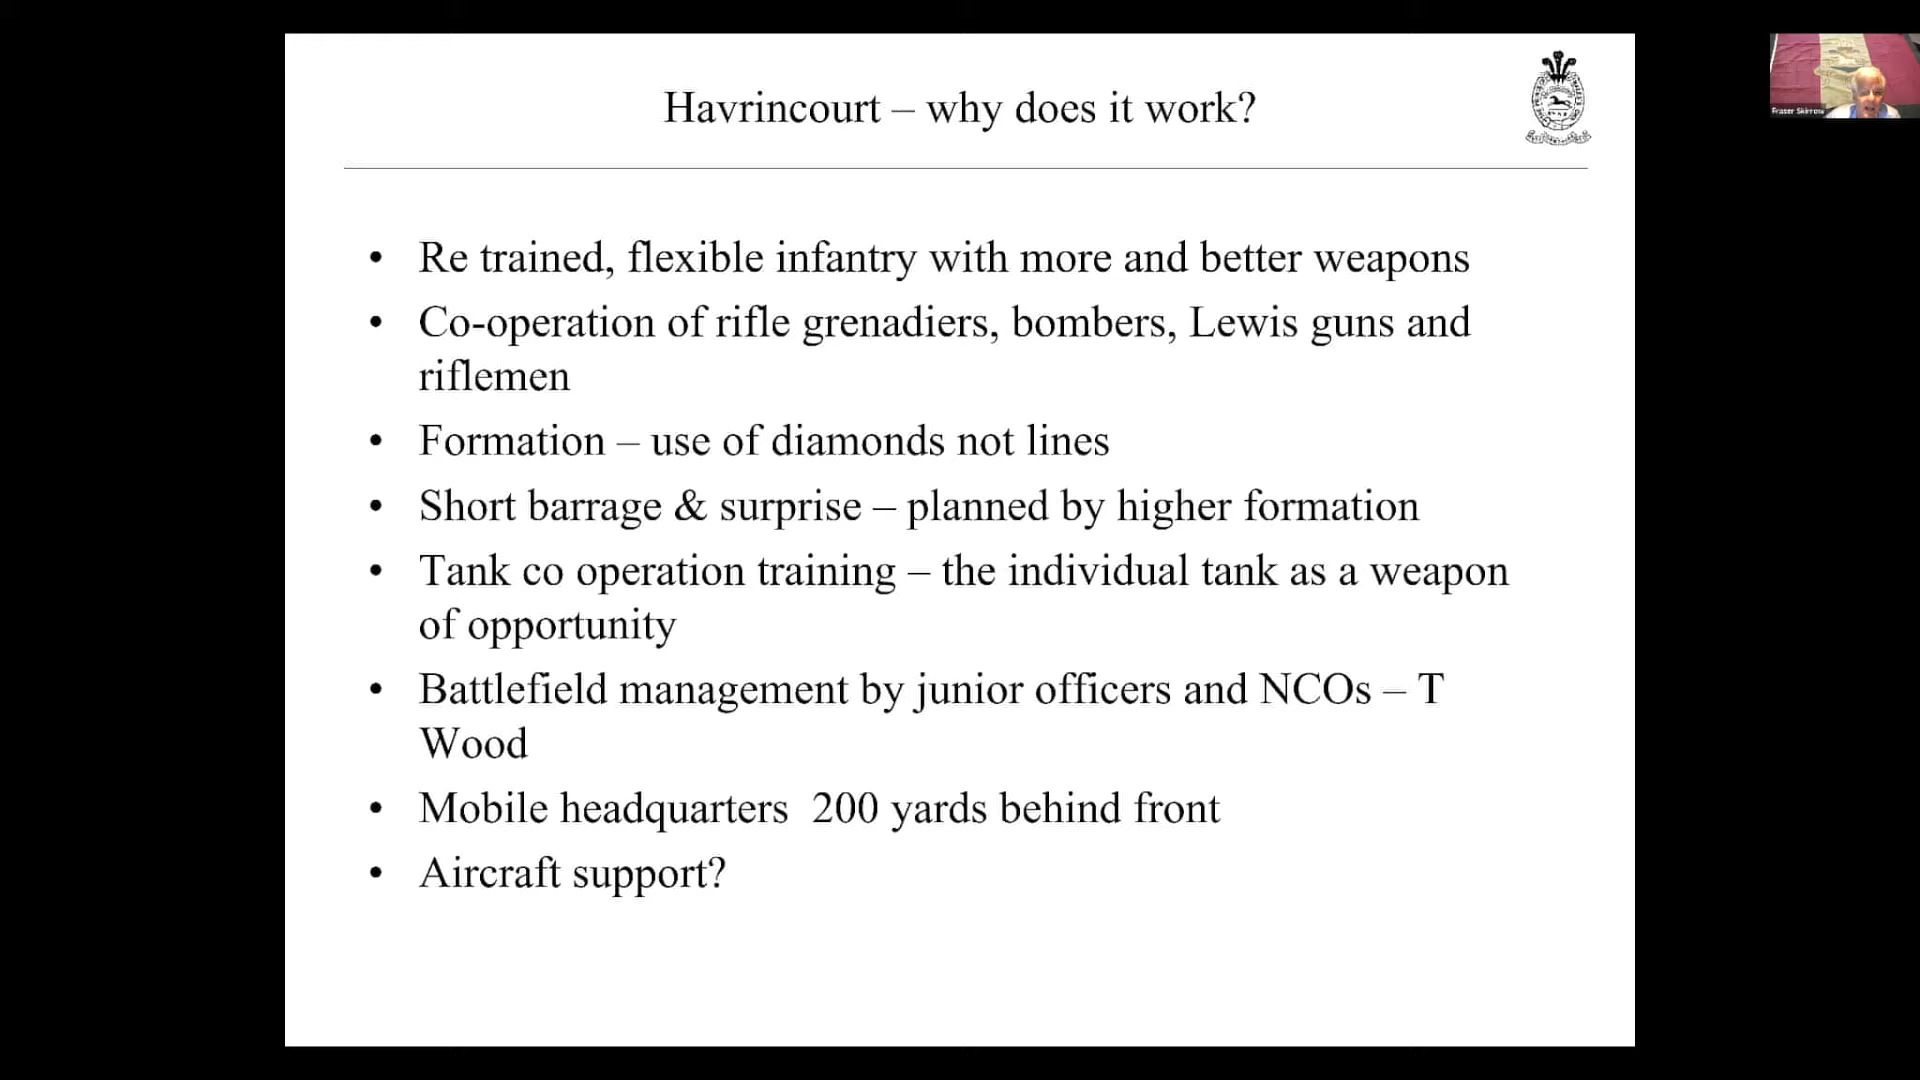 Havrincourt – why does it work?
• Re trained, flexible infantry with more and better weapons
• Co-operation of rifle grenadiers, bombers, Lewis guns and
riflemen
• Formation – use of diamonds not lines
• Short barrage & surprise – planned by higher formation
• Tank co operation training – the individual tank as a weapon
of opportunity
• Battlefield management by junior officers and NCOs – T
Wood
• Mobile headquarters  200 yards behind front
• Aircraft support?
Fraser Skirrow